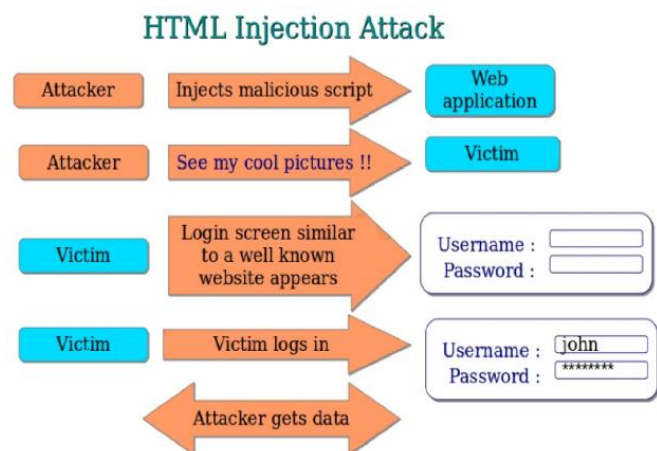 HTML Injection Attack
Attacker
Injects malicious script
Web
application
Attacker
See my cool pictures !!
Victim
Victim
Login screen similar
to a well known
website appears
Username :
Password :
Victim
Victim logs in
Username : john
Password : ********
Attacker gets data